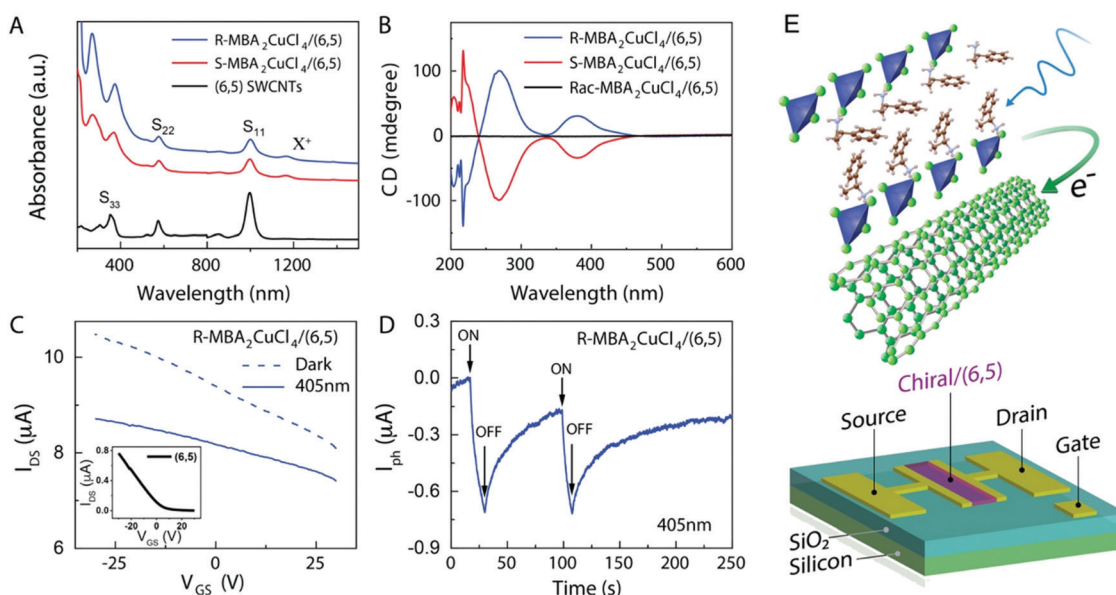 A
R-MBA₂CuCl₄/(6,5)
S-MBA₂CuCl₄/(6,5)
(6,5) SWCNTs
S₂₂
S₁₁
X⁺
S₃₃
Absorbance (a.u.)
400
800
1200
Wavelength (nm)
B
R-MBA₂CuCl₄/(6,5)
S-MBA₂CuCl₄/(6,5)
Rac-MBA₂CuCl₄/(6,5)
CD (mdegree)
100
0
-100
200
300
400
500
600
Wavelength (nm)
C
R-MBA₂CuCl₄/(6,5)
Dark
405nm
I_DS (μA)
10
8
6
(6,5)
I_DS (μA)
0.8
0.4
0.0
-20
0
20
V_GS (V)
-25
0
25
V_GS (V)
D
R-MBA₂CuCl₄/(6,5)
ON
OFF
ON
OFF
405nm
I_ph (μA)
0.3
0.0
-0.3
-0.6
-0.9
0
50
100
150
200
250
Time (s)
E
e⁻
Chiral/(6,5)
Source
Drain
Gate
SiO₂
Silicon